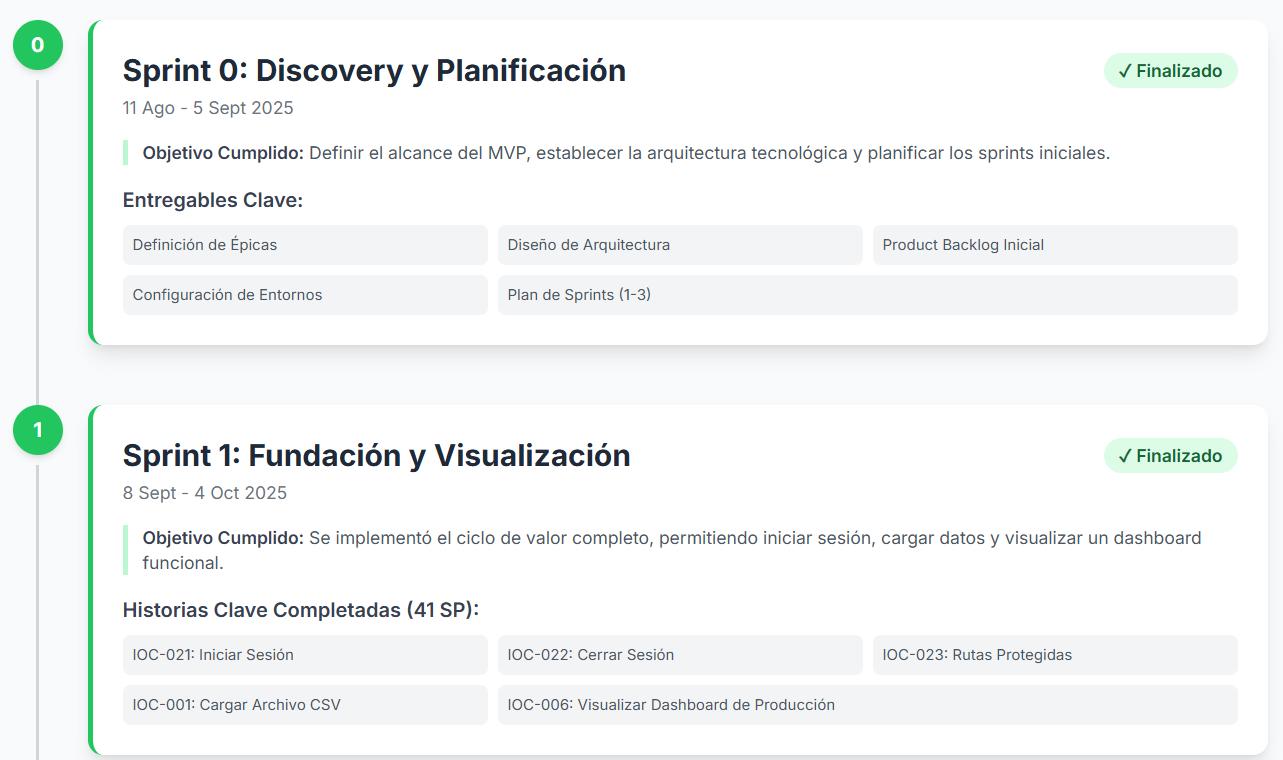 0
Sprint 0: Discovery y Planificación
✓ Finalizado
11 Ago - 5 Sept 2025
Objetivo Cumplido: Definir el alcance del MVP, establecer la arquitectura tecnológica y planificar los sprints iniciales.
Entregables Clave:
Definición de Épicas
Diseño de Arquitectura
Product Backlog Inicial
Configuración de Entornos
Plan de Sprints (1-3)
1
Sprint 1: Fundación y Visualización
✓ Finalizado
8 Sept - 4 Oct 2025
Objetivo Cumplido: Se implementó el ciclo de valor completo, permitiendo iniciar sesión, cargar datos y visualizar un dashboard
funcional.
Historias Clave Completadas (41 SP):
IOC-021: Iniciar Sesión
IOC-022: Cerrar Sesión
IOC-023: Rutas Protegidas
IOC-001: Cargar Archivo CSV
IOC-006: Visualizar Dashboard de Producción